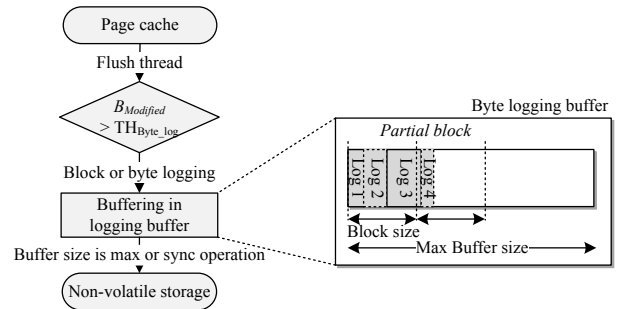 Page cache
Flush thread
B_Modified
> TH_Byte_log
Block or byte logging
Buffering in
logging buffer
Buffer size is max or sync operation
Non-volatile storage
Byte logging buffer
Partial block
Log 1
Log 2
Log 3
Log 4
Block size
Max Buffer size